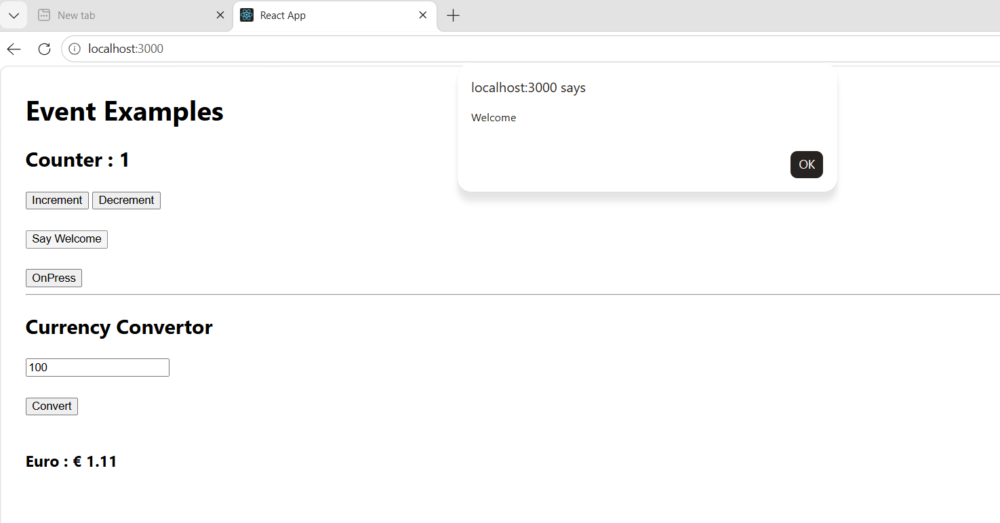 New tab
React App
localhost:3000
localhost:3000 says
Welcome
OK
Event Examples
Counter : 1
Increment Decrement
Say Welcome
OnPress
Currency Convertor
100
Convert
Euro : € 1.11